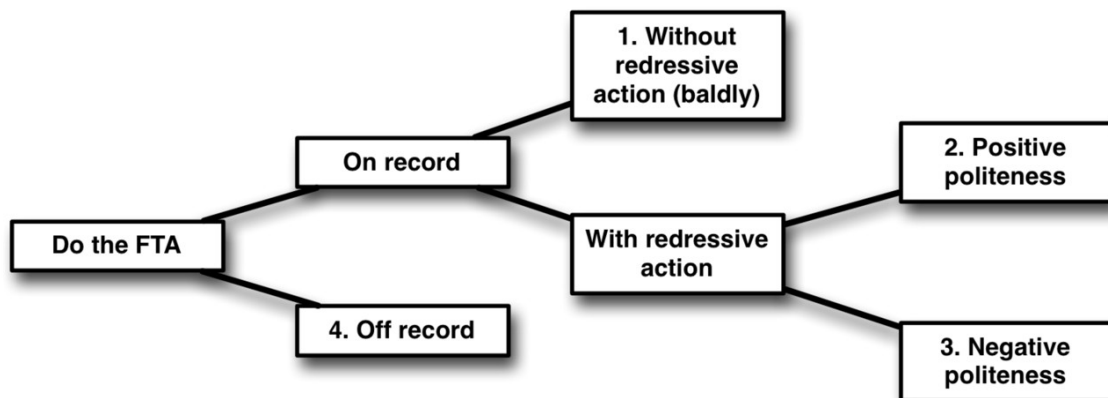 1. Without
redressive
action (baldly)
On record
2. Positive
politeness
Do the FTA
With redressive
action
4. Off record
3. Negative
politeness